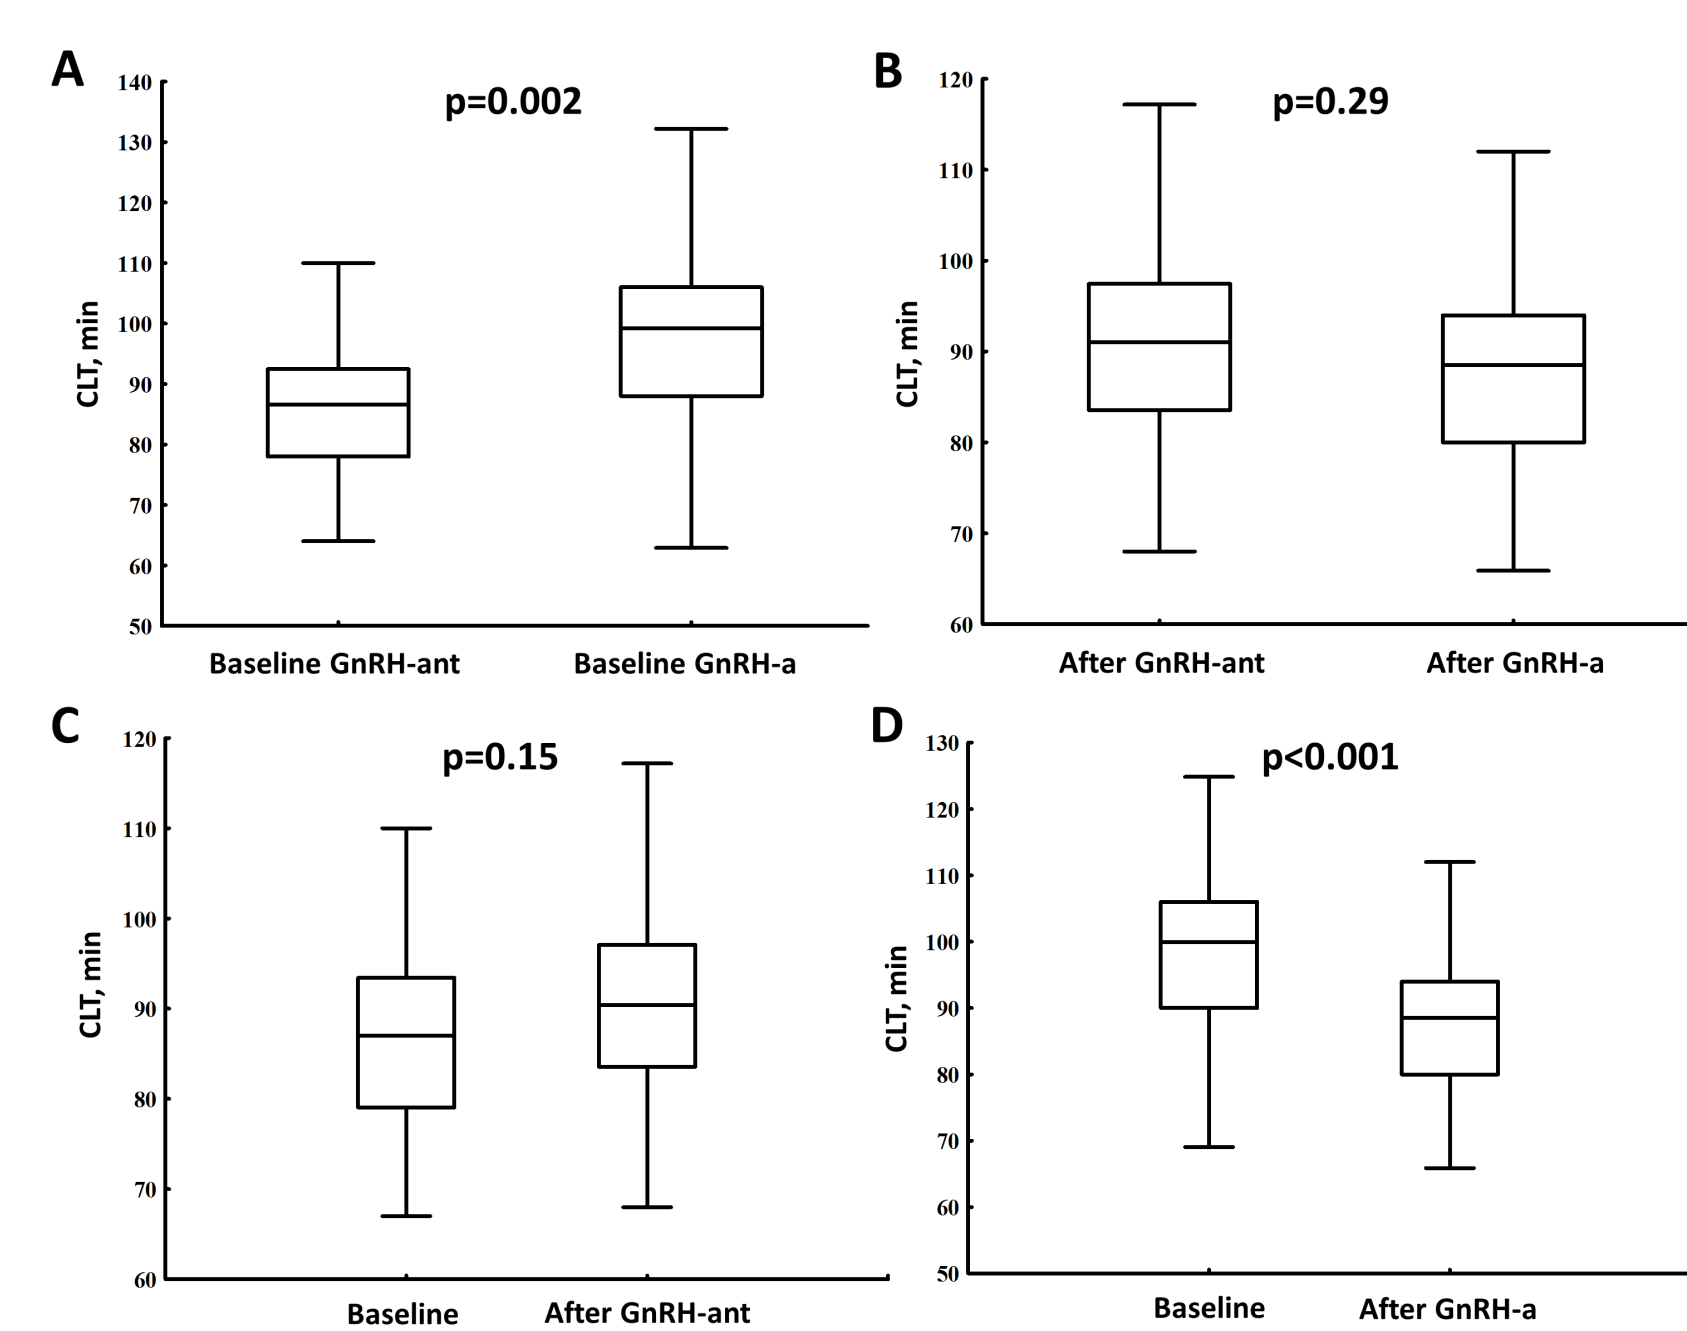 A
p=0.002
140
130
120
110
100
90
80
70
60
50
CLT, min
Baseline GnRH-ant
Baseline GnRH-a
B
p=0.29
120
110
100
90
80
70
60
CLT, min
After GnRH-ant
After GnRH-a
C
p=0.15
120
110
100
90
80
70
60
CLT, min
Baseline
After GnRH-ant
D
p<0.001
130
120
110
100
90
80
70
60
50
CLT, min
Baseline
After GnRH-a